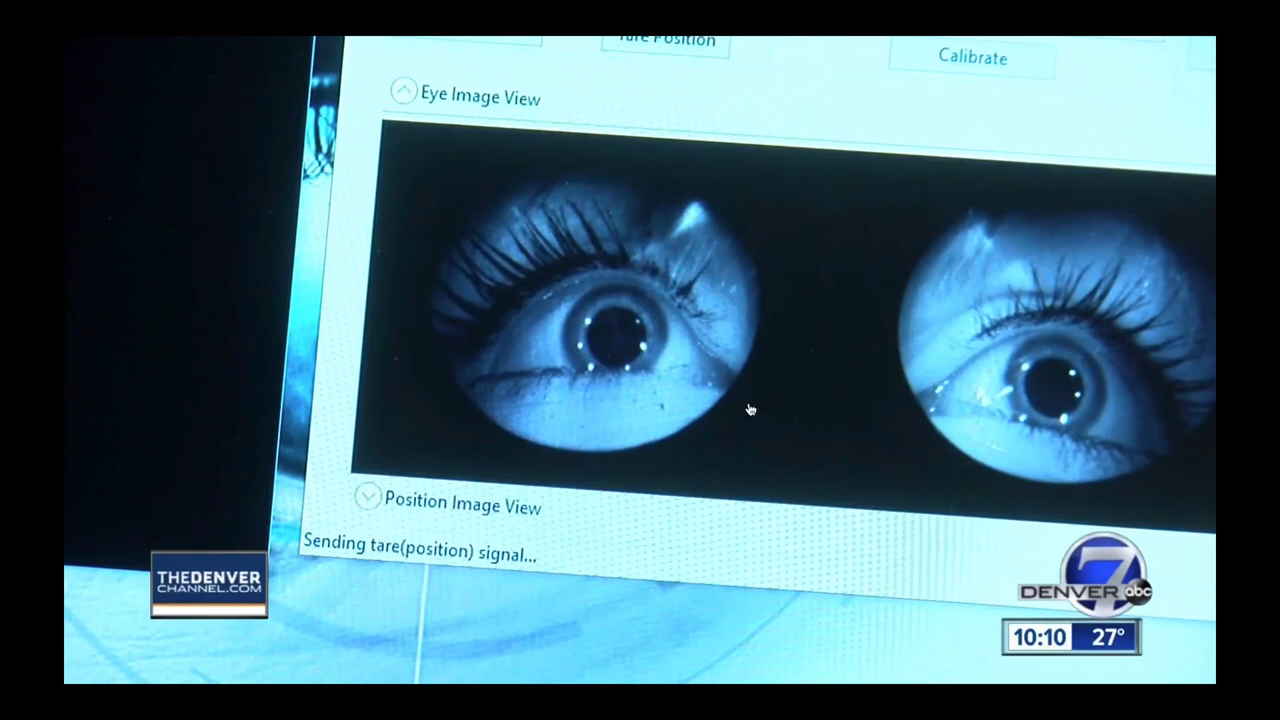 Tare Position
Calibrate
Eye Image View
Position Image View
Sending tare(position) signal...
THEDENVER
CHANNEL.COM
7
DENVER abc
10:10 27°